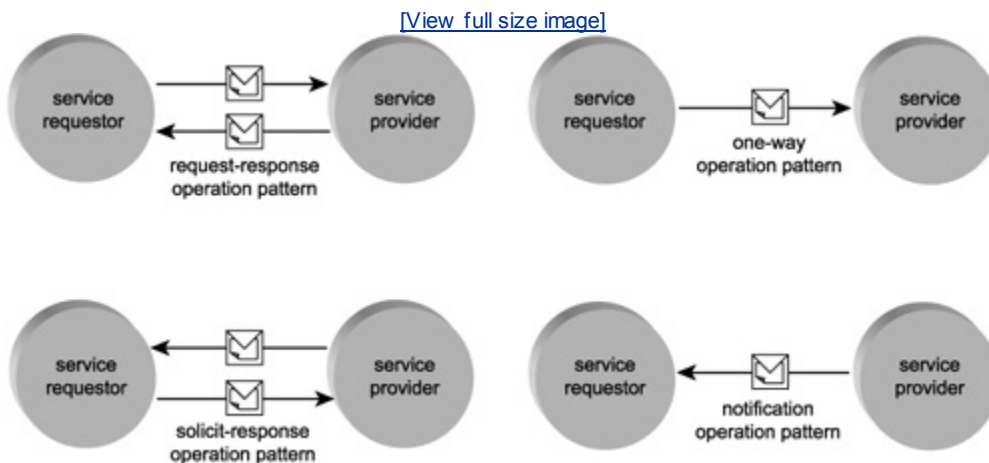 [View full size image]
service
requestor
service
provider
request-response
operation pattern
service
requestor
service
provider
one-way
operation pattern
service
requestor
service
provider
solicit-response
operation pattern
service
requestor
service
provider
notification
operation pattern